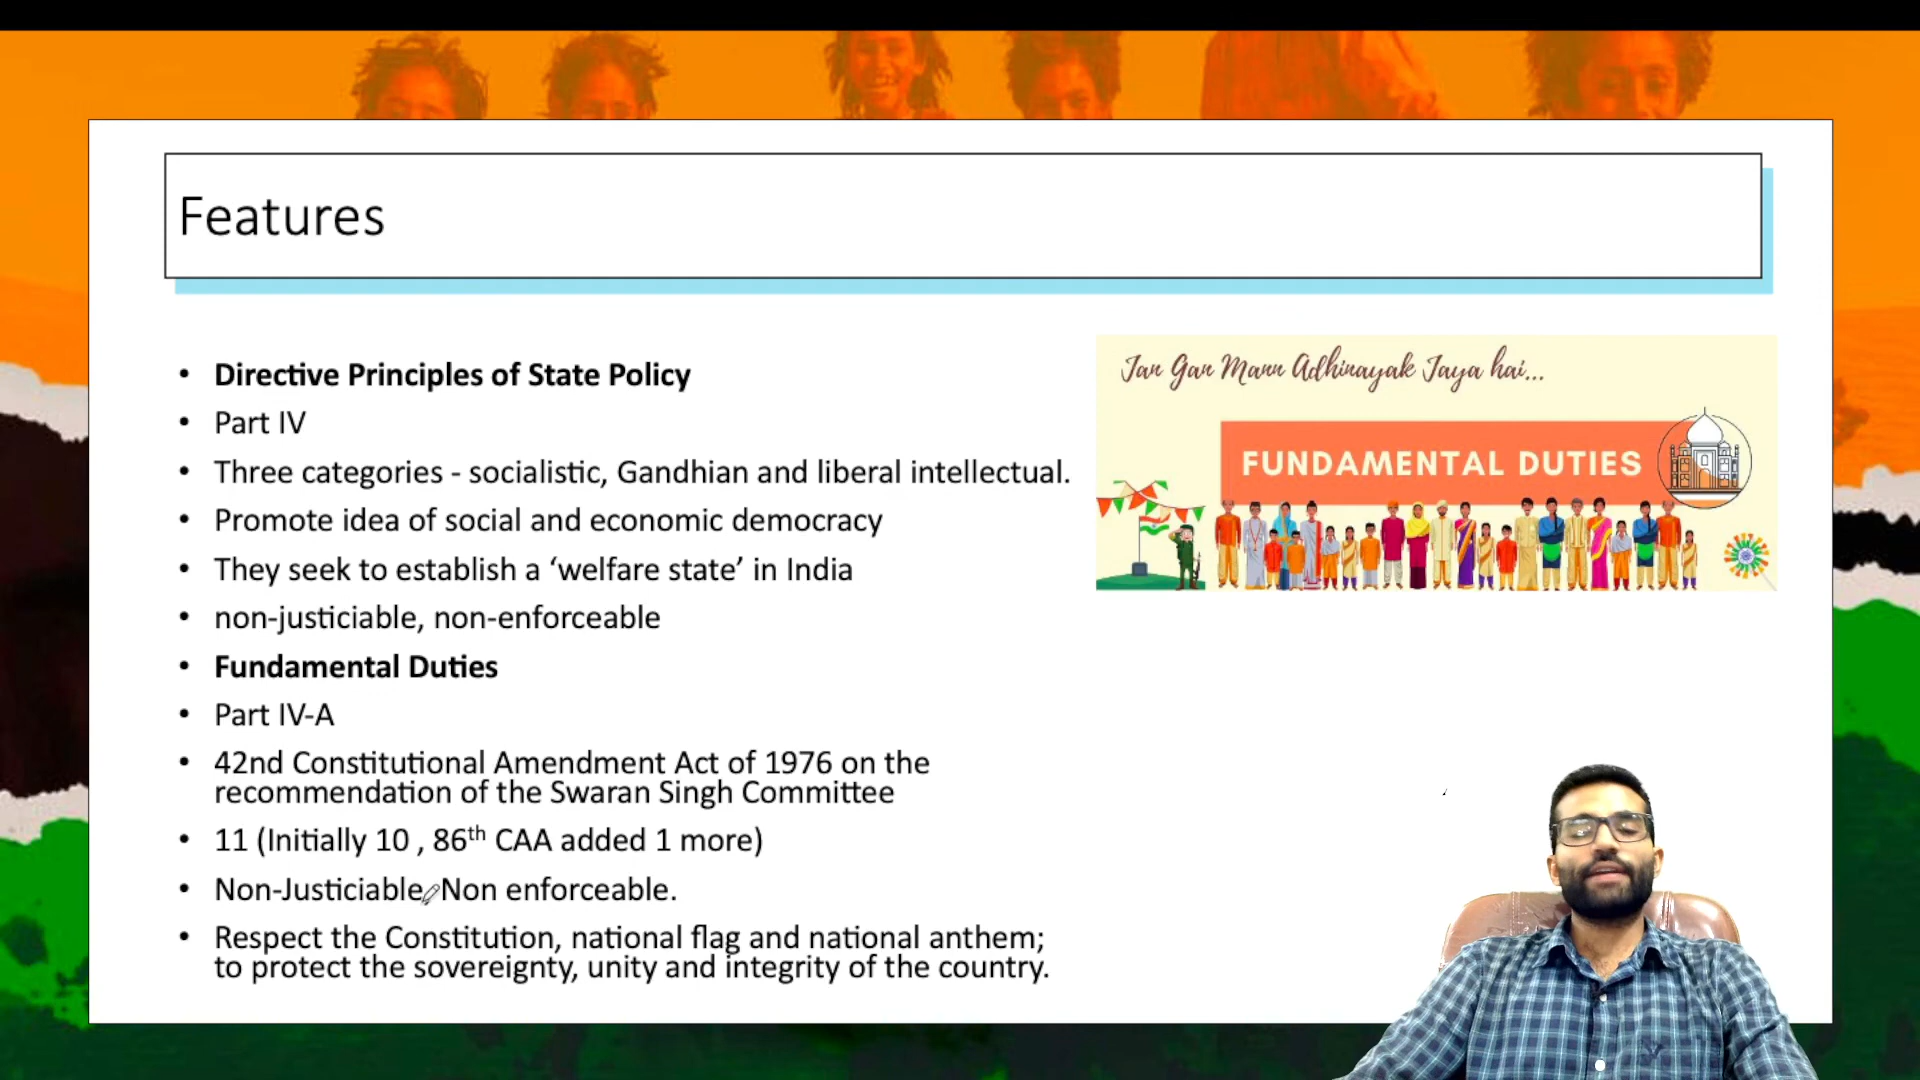 Features
• Directive Principles of State Policy
• Part IV
• Three categories - socialistic, Gandhian and liberal intellectual.
• Promote idea of social and economic democracy
• They seek to establish a ‘welfare state’ in India
• non-justiciable, non-enforceable
• Fundamental Duties
• Part IV-A
• 42nd Constitutional Amendment Act of 1976 on the
recommendation of the Swaran Singh Committee
• 11 (Initially 10 , 86th CAA added 1 more)
• Non-Justiciable, Non enforceable.
• Respect the Constitution, national flag and national anthem;
to protect the sovereignty, unity and integrity of the country.
Jan Gan Mann Adhinayak Jaya hai...
FUNDAMENTAL DUTIES